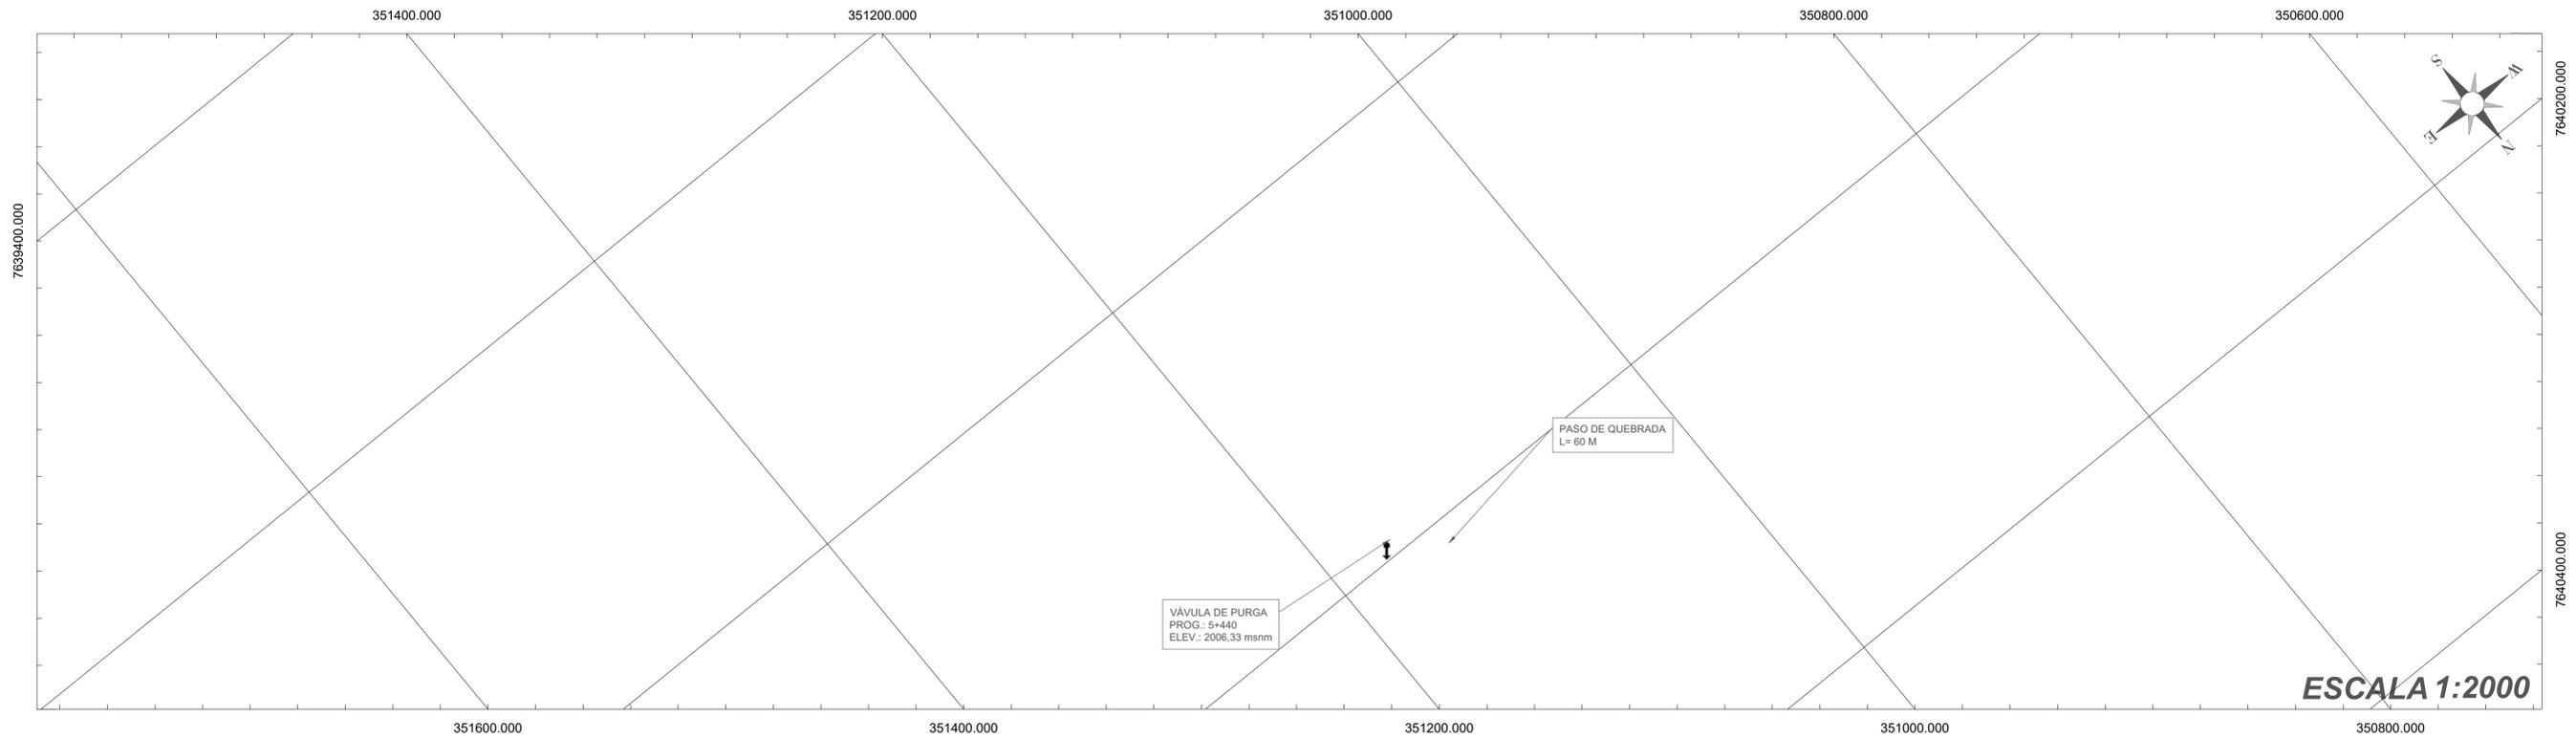 351400.000
351200.000
351000.000
350800.000
350600.000
S
W
E
N
7640200.000
7639400.000
PASO DE QUEBRADA
L= 60 M
VÁVULA DE PURGA
PROG.: 5+440
ELEV.: 2006,33 msnm
7640400.000
ESCALA 1:2000
351600.000
351400.000
351200.000
351000.000
350800.000